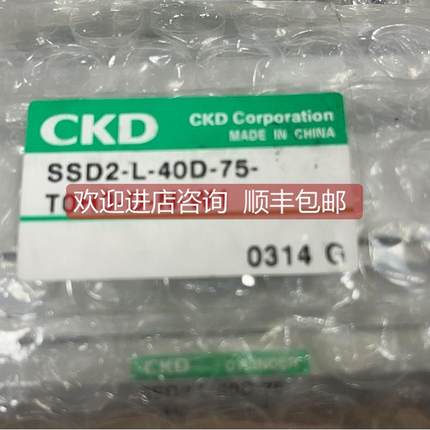 CKD
CKD Corporation
MADE IN CHINA
SSD2-L-40D-75-
欢迎进店咨询 顺丰包邮
0314 G
CKD